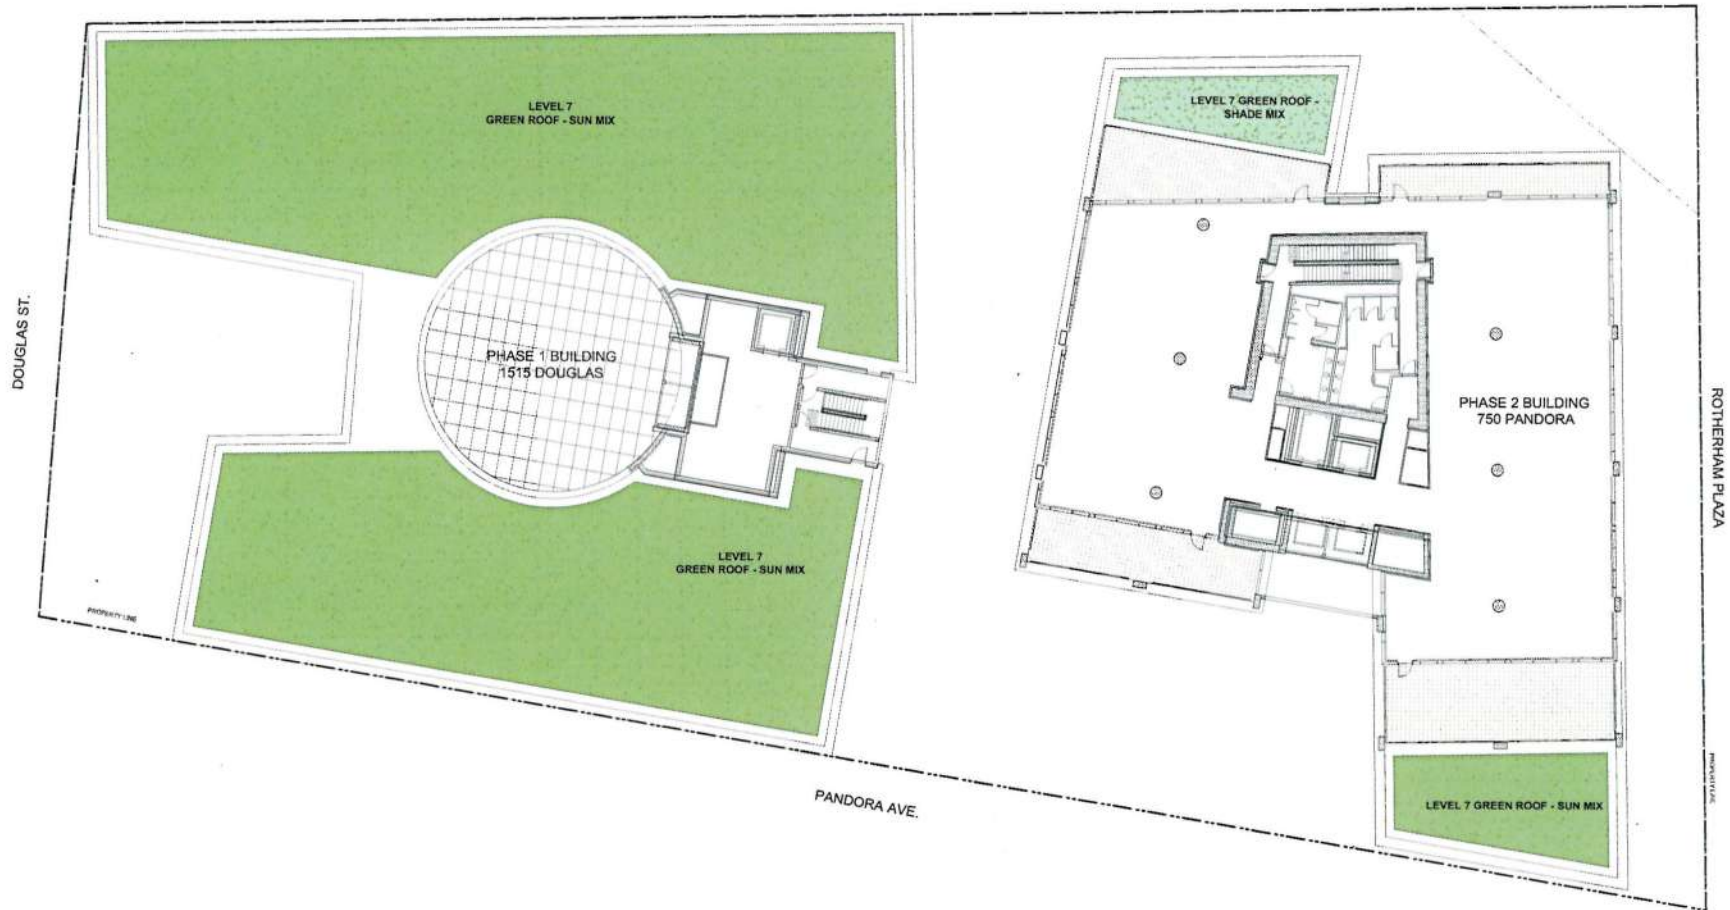 LEVEL 7
GREEN ROOF - SUN MIX
LEVEL 7 GREEN ROOF -
SHADE MIX
DOUGLAS ST.
PHASE 1 BUILDING
1515 DOUGLAS
PHASE 2 BUILDING
750 PANDORA
ROTHERHAM PLAZA
LEVEL 7
GREEN ROOF - SUN MIX
PROPERTY LINE
PANDORA AVE.
LEVEL 7 GREEN ROOF - SUN MIX
PROPERTY LINE